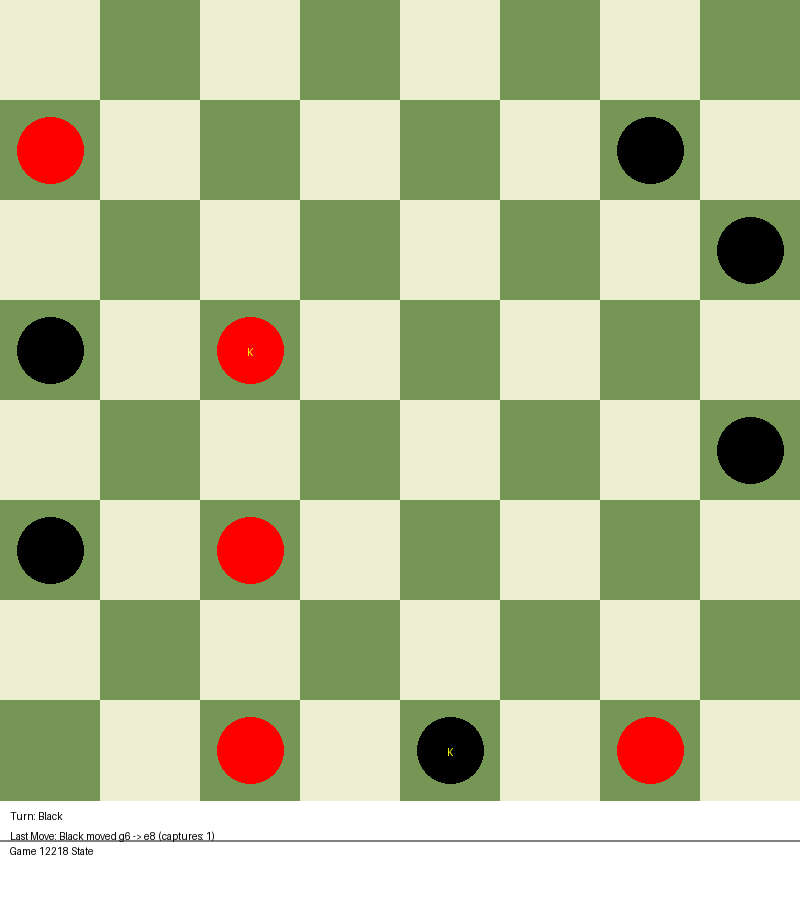 K
K
Turn: Black
Last Move: Black moved g6 -> e8 (captures: 1)
Game 12218 State